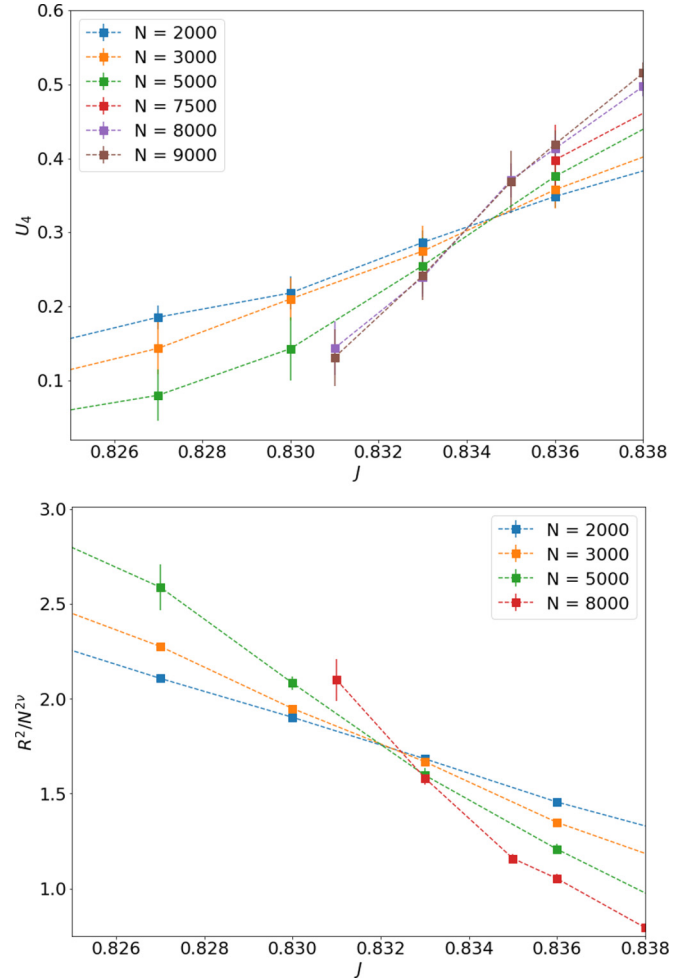 0.6
0.5
0.4
0.3
0.2
0.1
U4
N = 2000
N = 3000
N = 5000
N = 7500
N = 8000
N = 9000
0.826 0.828 0.830 0.832 0.834 0.836 0.838
J
3.0
2.5
2.0
1.5
1.0
R²/N²ᵛ
N = 2000
N = 3000
N = 5000
N = 8000
0.826 0.828 0.830 0.832 0.834 0.836 0.838
J